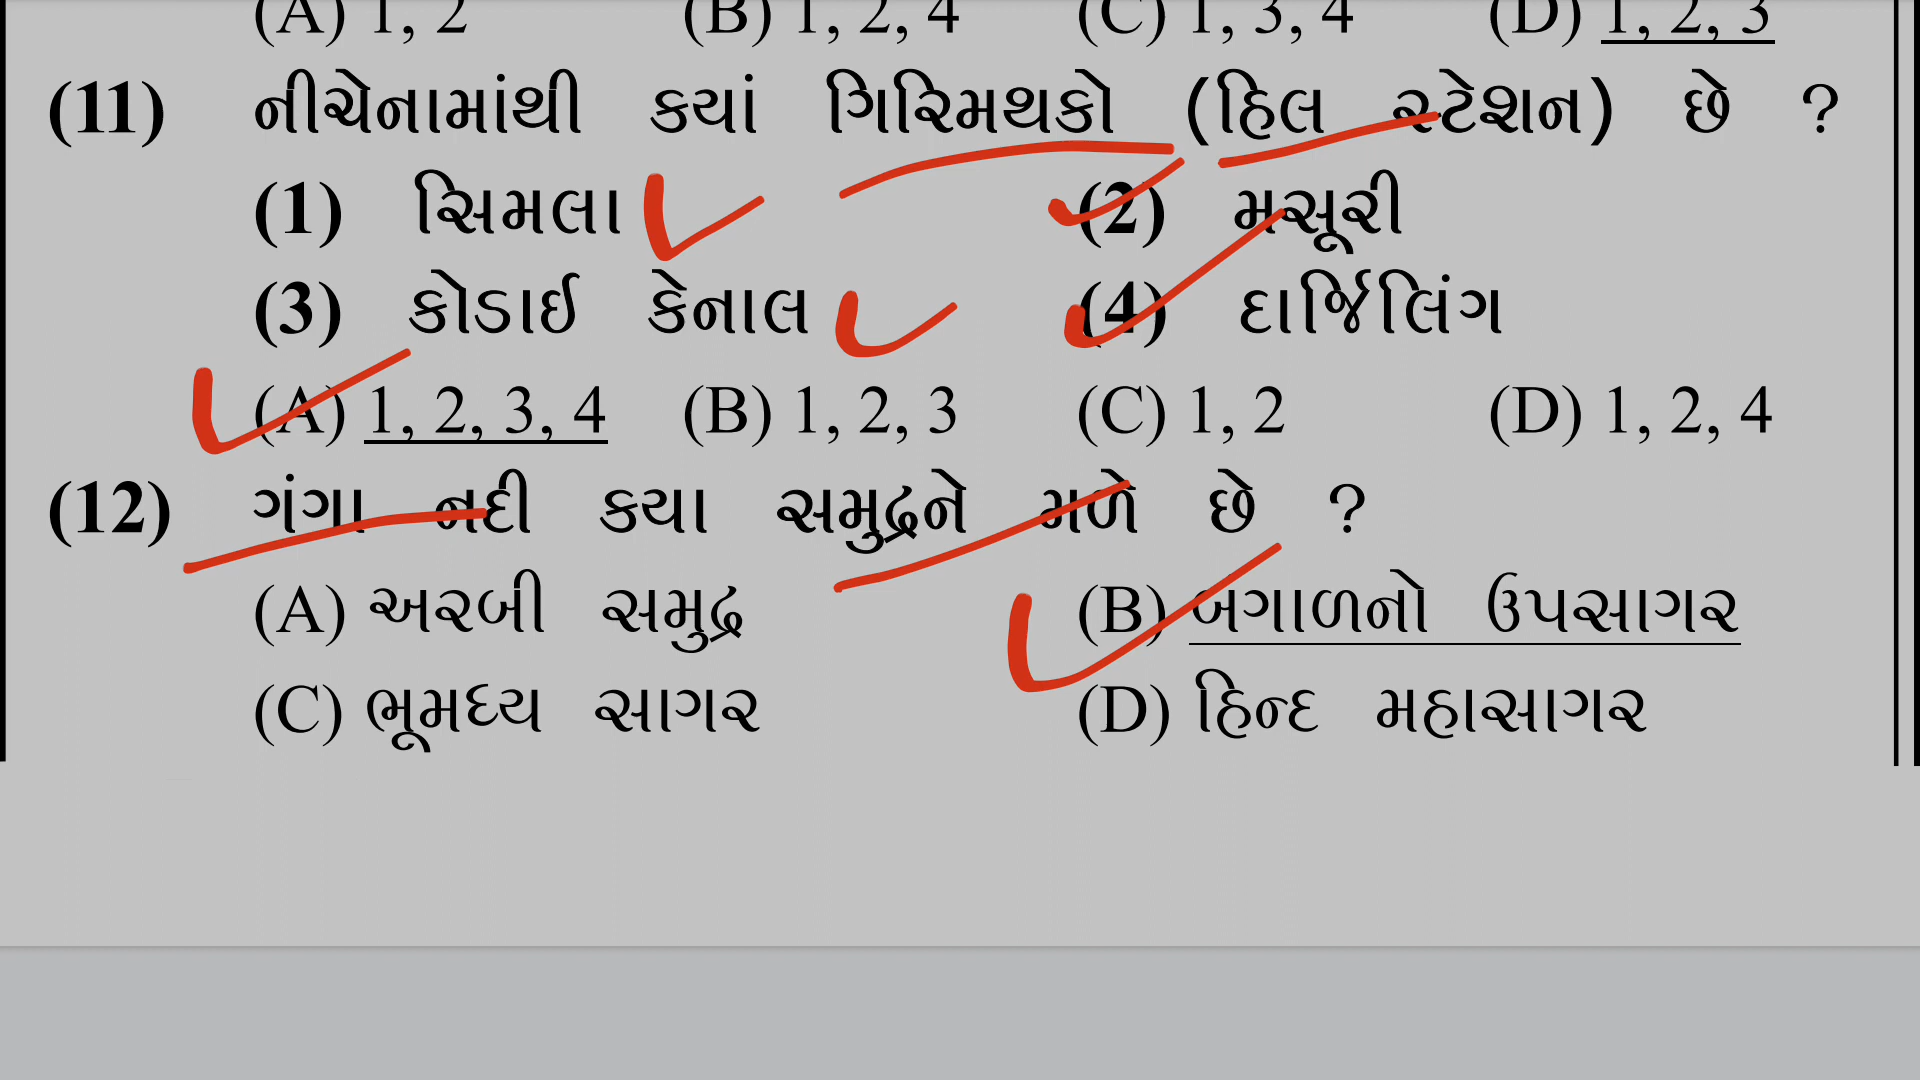 (A) 1, 2 (B) 1, 2, 4 (C) 1, 3, 4 (D) 1, 2, 3
(11) નીચેનામાંથી કયાં ગિરિમથકો (હિલ સ્ટેશન) છે ?
(1) સિમલા (2) મસૂરી
(3) કોડાઈ કેનાલ (4) દાર્જિલિંગ
(A) 1, 2, 3, 4 (B) 1, 2, 3 (C) 1, 2 (D) 1, 2, 4
(12) ગંગા નદી કયા સમુદ્રને મળે છે ?
(A) અરબી સમુદ્ર (B) બંગાળનો ઉપસાગર
(C) ભૂમધ્ય સાગર (D) હિન્દ મહાસાગર